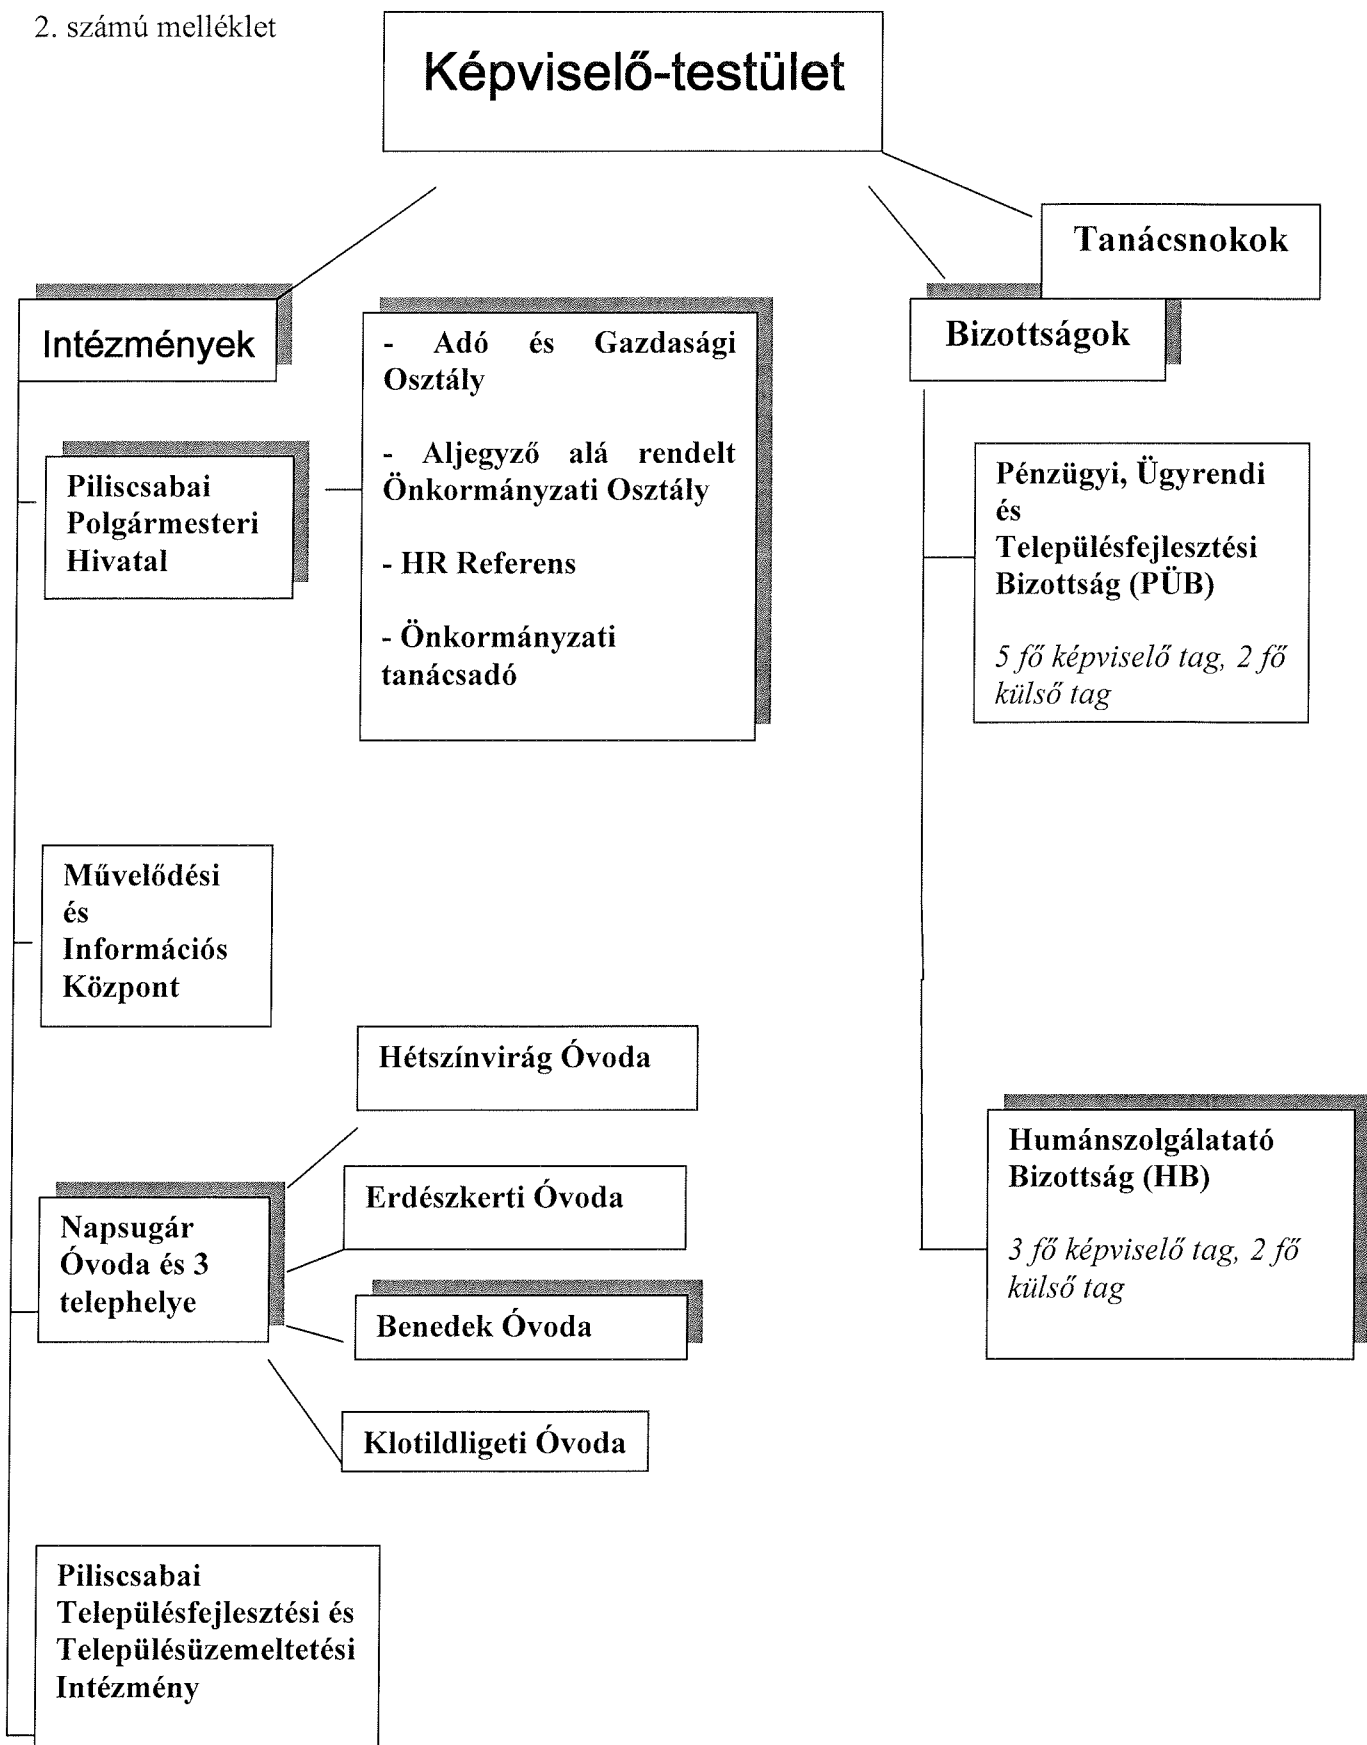 2. számú melléklet
Képviselő-testület
Tanácsnokok
Intézmények
Bizottságok
- Adó és Gazdasági
Osztály
- Aljegyző alá rendelt
Önkormányzati Osztály
- HR Referens
- Önkormányzati
tanácsadó
Piliscsabai
Polgármesteri
Hivatal
Pénzügyi, Ügyrendi
és
Településfejlesztési
Bizottság (PÜB)
5 fő képviselő tag, 2 fő
külső tag
Művelődési
és
Információs
Központ
Hétszínvirág Óvoda
Erdészkerti Óvoda
Napsugár
Óvoda és 3
telephelye
Benedek Óvoda
Klotildligeti Óvoda
Humánszolgálatató
Bizottság (HB)
3 fő képviselő tag, 2 fő
külső tag
Piliscsabai
Településfejlesztési és
Településüzemeltetési
Intézmény